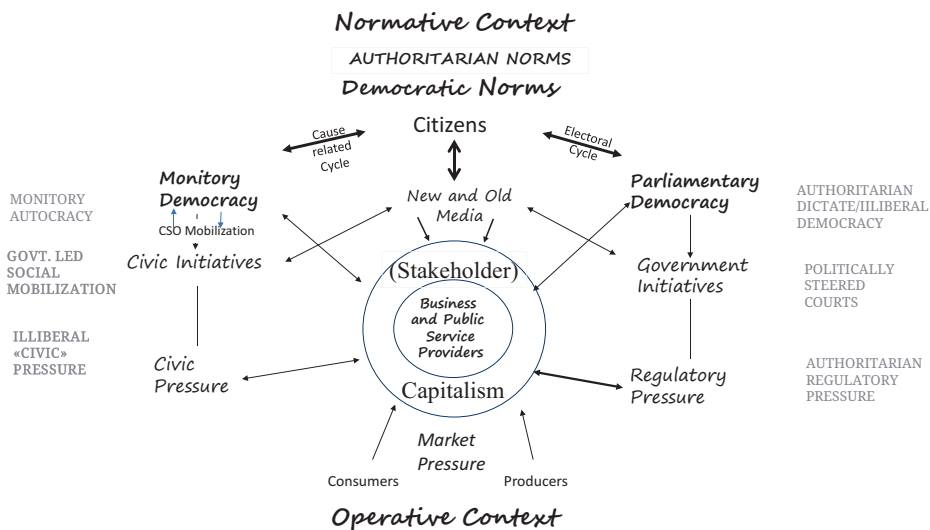 Normative Context
AUTHORITARIAN NORMS
Democratic Norms
Citizens
Cause
related
Cycle
Electoral
Cycle
Monitory
Democracy
New and Old
Media
Parliamentary
Democracy
MONITORY
AUTOCRACY
AUTHORITARIAN
DICTATE/IILIBERAL
DEMOCRACY
CSO Mobilization
Civic Initiatives
GOVT. LED
SOCIAL
MOBILIZATION
(Stakeholder)
Government
Initiatives
POLITICALLY
STEERED
COURTS
Business
and Public
Service
Providers
ILLIBERAL
«CIVIC»
PRESSURE
Civic
Pressure
Capitalism
Regulatory
Pressure
AUTHORITARIAN
REGULATORY
PRESSURE
Market
Pressure
Consumers
Producers
Operative Context